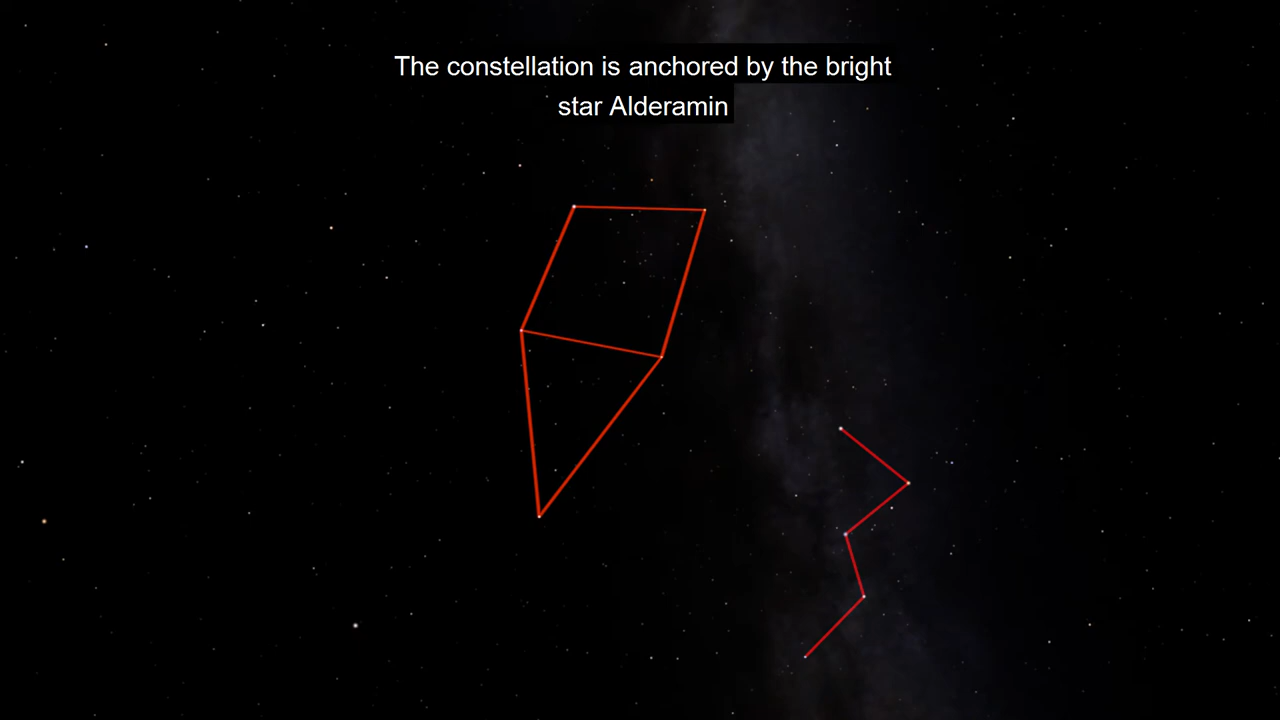 The constellation is anchored by the bright
star Alderamin